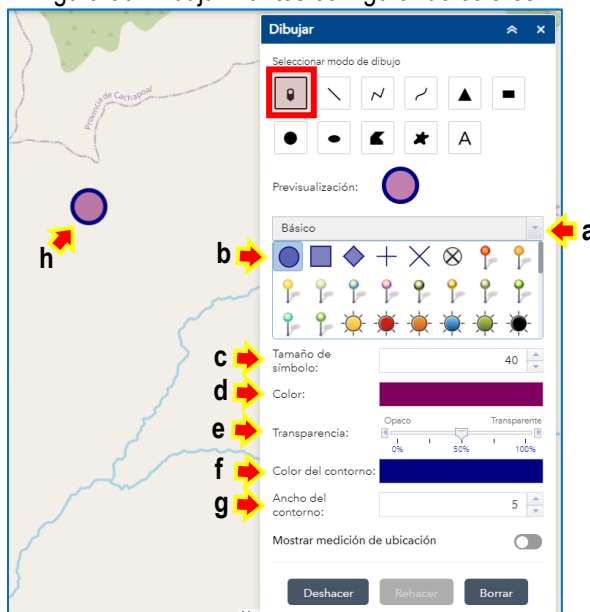 Dibujar
Seleccionar modo de dibujo
A
Provincia de Cachapoal
Previsualización:
Básico
a
b
h
c
Tamaño de símbolo:
40
d
Color:
e
Transparencia:
Opaco
Transparente
0%
50%
100%
f
Color del contorno:
g
Ancho del contorno:
5
Mostrar medición de ubicación
Deshacer
Rehacer
Borrar